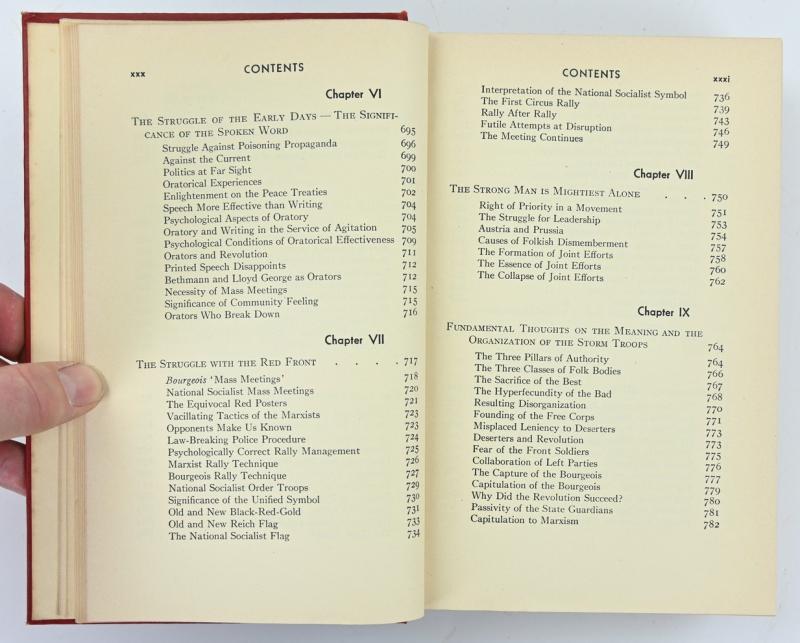 xxx CONTENTS
Chapter VI
The Struggle of the Early Days — The Signifi-
cance of the Spoken Word 695
Struggle Against Poisoning Propaganda 696
Against the Current 699
Politics at Far Sight 700
Oratorical Experiences 701
Enlightenment on the Peace Treaties 702
Speech More Effective than Writing 704
Psychological Aspects of Oratory 704
Oratory and Writing in the Service of Agitation 705
Psychological Conditions of Oratorical Effectiveness 709
Orators and Revolution 711
Printed Speech Disappoints 712
Bethmann and Lloyd George as Orators 712
Necessity of Mass Meetings 715
Significance of Community Feeling 715
Orators Who Break Down 716
Chapter VII
The Struggle with the Red Front . . . . 717
Bourgeois 'Mass Meetings' 718
National Socialist Mass Meetings 720
The Equivocal Red Posters 721
Vacillating Tactics of the Marxists 723
Opponents Make Us Known 723
Law-Breaking Police Procedure 724
Psychologically Correct Rally Management 725
Marxist Rally Technique 726
Bourgeois Rally Technique 727
National Socialist Order Troops 729
Significance of the Unified Symbol 730
Old and New Black-Red-Gold 731
Old and New Reich Flag 733
The National Socialist Flag 734
CONTENTS xxxi
Interpretation of the National Socialist Symbol 736
The First Circus Rally 739
Rally After Rally 743
Futile Attempts at Disruption 746
The Meeting Continues 749
Chapter VIII
The Strong Man is Mightiest Alone . . . 750
Right of Priority in a Movement 751
The Struggle for Leadership 753
Austria and Prussia 754
Causes of Folkish Dismemberment 757
The Formation of Joint Efforts 758
The Essence of Joint Efforts 760
The Collapse of Joint Efforts 762
Chapter IX
Fundamental Thoughts on the Meaning and the
Organization of the Storm Troops 764
The Three Pillars of Authority 764
The Three Classes of Folk Bodies 766
The Sacrifice of the Best 767
The Hyperfecundity of the Bad 768
Resulting Disorganization 770
Founding of the Free Corps 771
Misplaced Leniency to Deserters 773
Deserters and Revolution 773
Fear of the Front Soldiers 775
Collaboration of Left Parties 776
The Capture of the Bourgeois 777
Capitulation of the Bourgeois 779
Why Did the Revolution Succeed? 780
Passivity of the State Guardians 781
Capitulation to Marxism 782